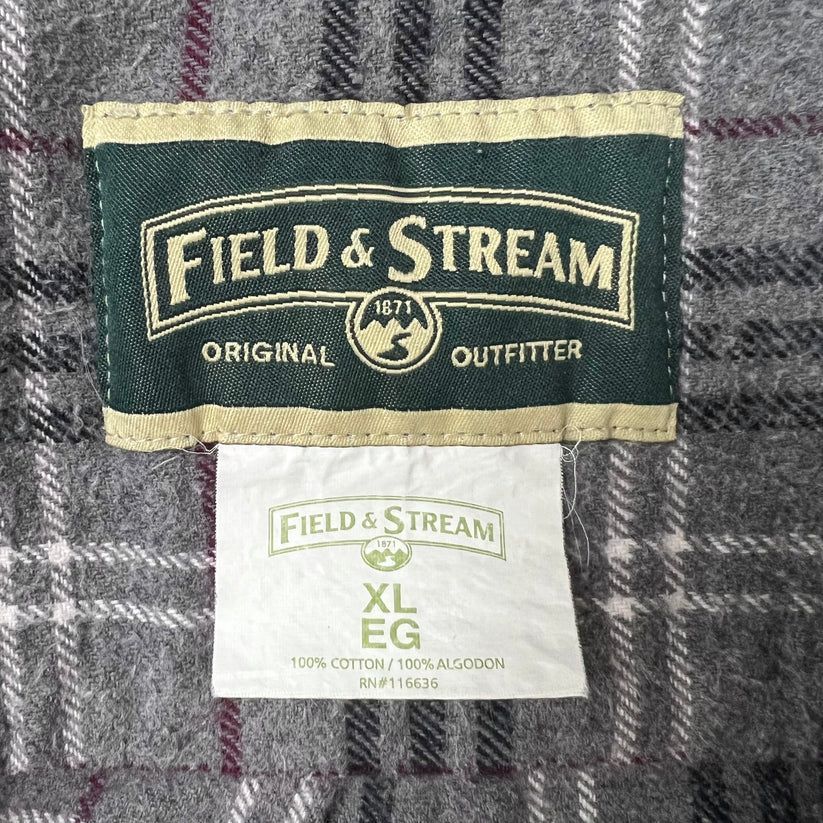 FIELD & STREAM
1871
ORIGINAL OUTFITTER
FIELD & STREAM
1871
XL
EG
100% COTTON / 100% ALGODON
RN#116636